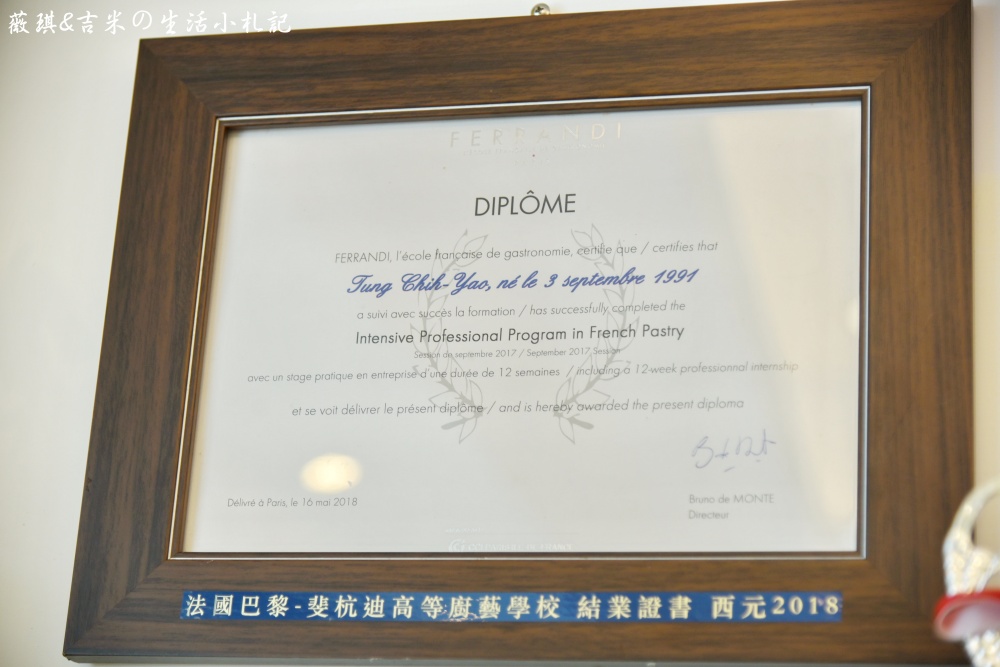 薇琪&吉米の生活小札記
FERRANDI
DIPLÔME
FERRANDI, l'école française de gastronomie, certifie que / certifies that
Tung Chih-Yao, né le 3 septembre 1991
a suivi avec succès la formation / has successfully completed the
Intensive Professional Program in French Pastry
Session de septembre 2017 / September 2017 Session
avec un stage pratique en entreprise d'une durée de 12 semaines / including a 12-week professionnal internship
et se voit délivrer le présent diplôme / and is hereby awarded the present diploma
Délivré à Paris, le 16 mai 2018
Bruno de MONTE
Directeur
法國巴黎-斐杭迪高等廚藝學校 結業證書 西元2018